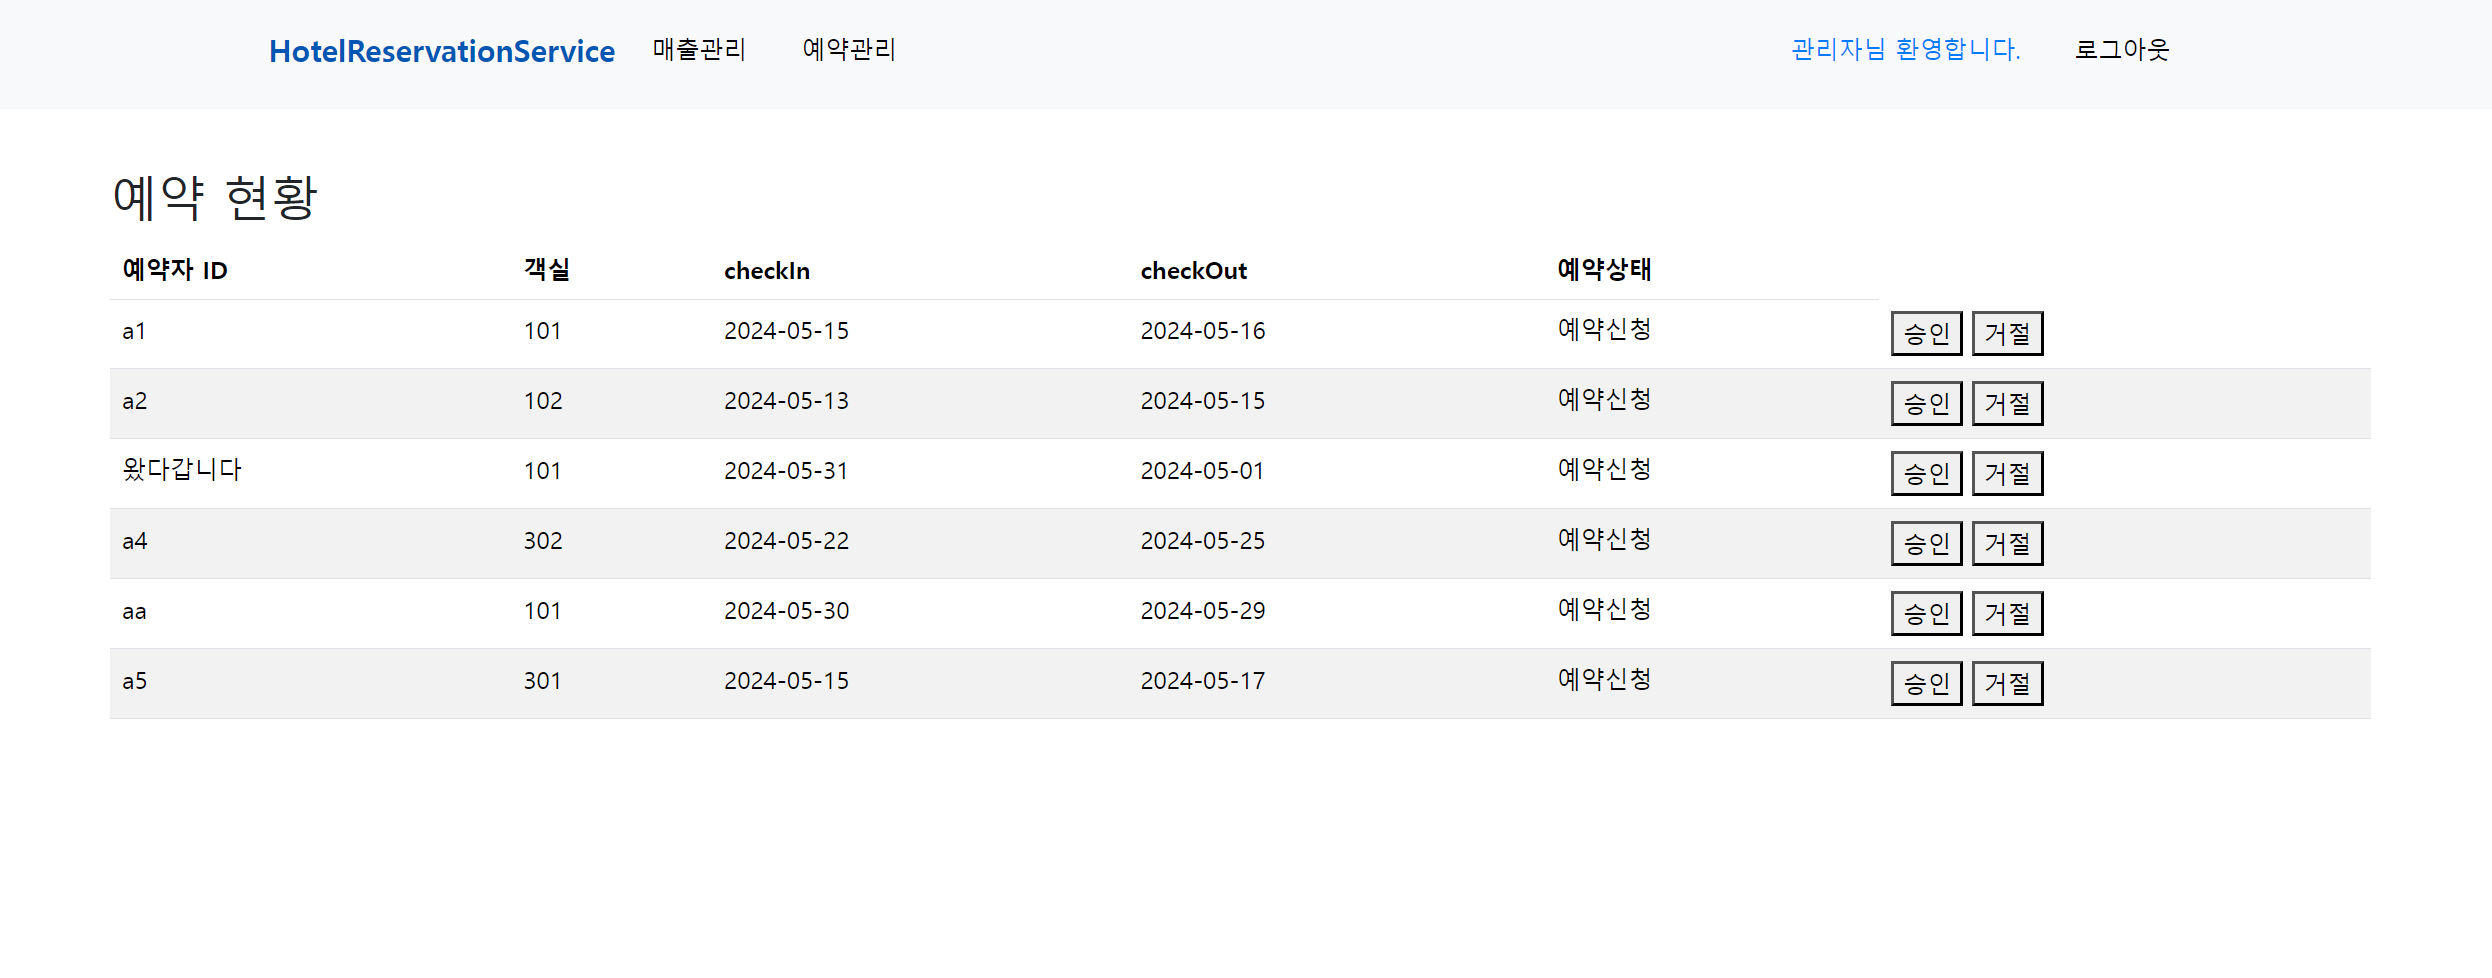 HotelReservationService 매출관리 예약관리 관리자님 환영합니다. 로그아웃
예약 현황
예약자 ID 객실 checkIn checkOut 예약상태
a1 101 2024-05-15 2024-05-16 예약신청 승인 거절
a2 102 2024-05-13 2024-05-15 예약신청 승인 거절
왔다갑니다 101 2024-05-31 2024-05-01 예약신청 승인 거절
a4 302 2024-05-22 2024-05-25 예약신청 승인 거절
aa 101 2024-05-30 2024-05-29 예약신청 승인 거절
a5 301 2024-05-15 2024-05-17 예약신청 승인 거절